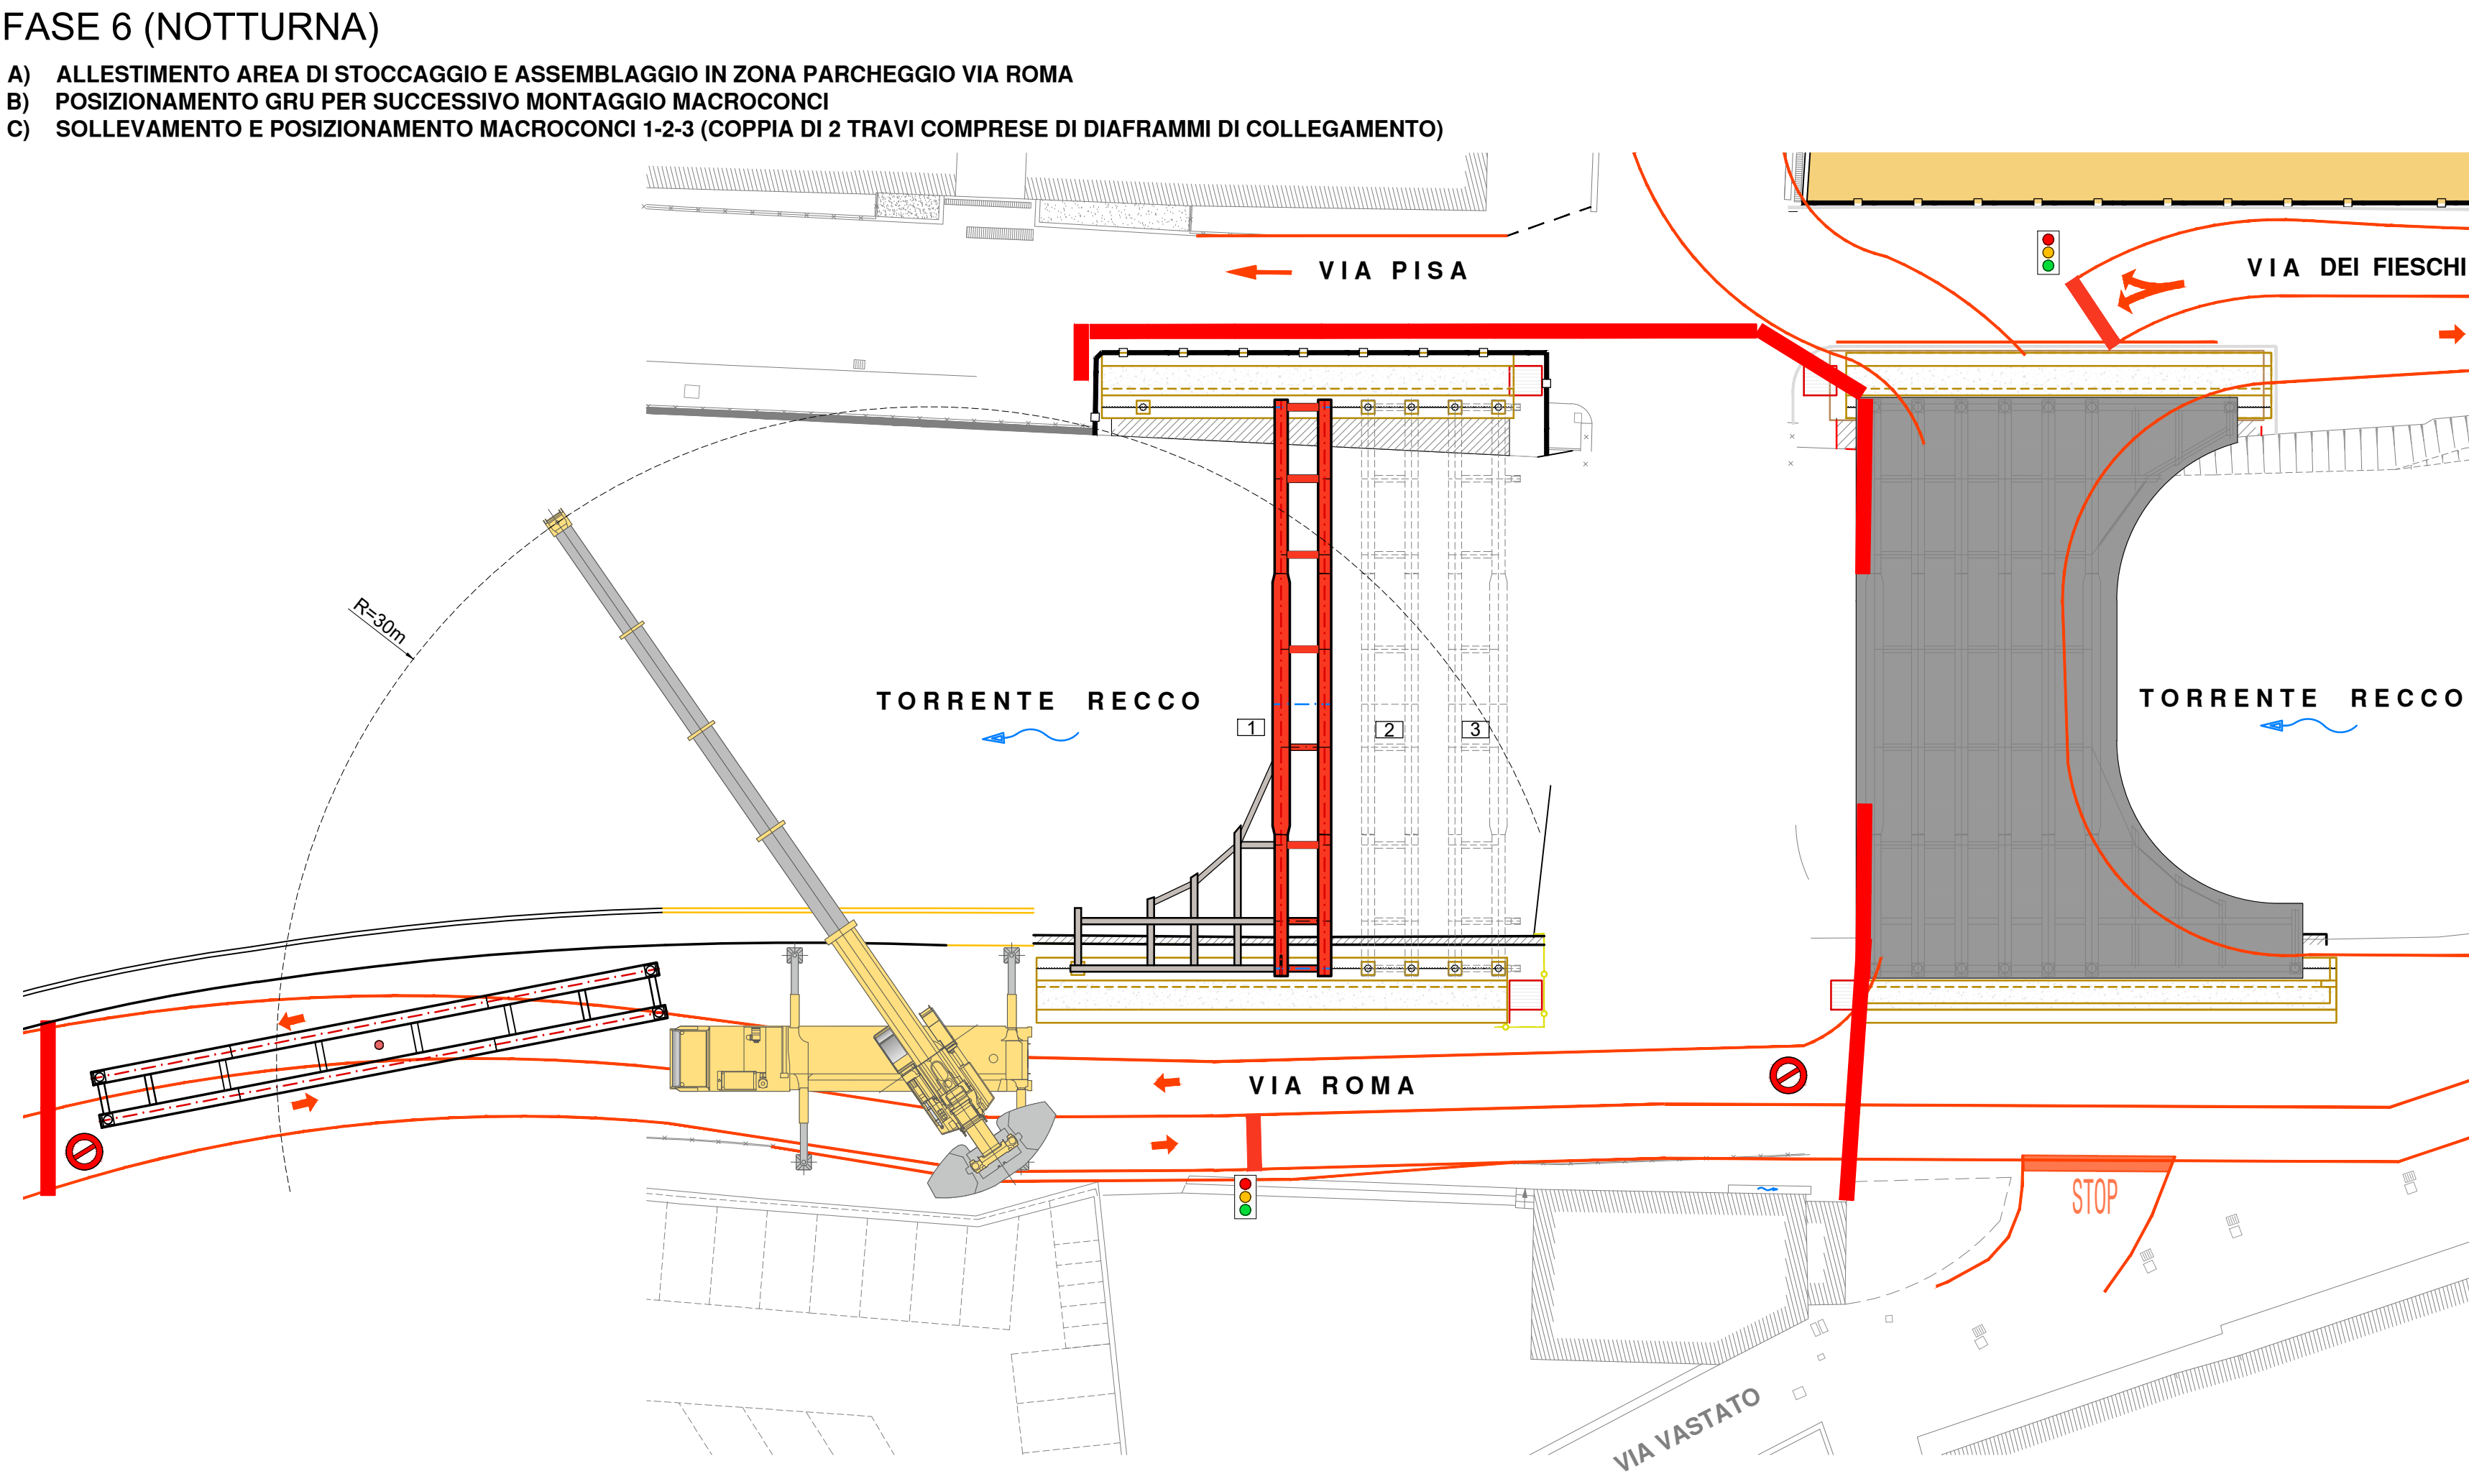 FASE 6 (NOTTURNA)
A) ALLESTIMENTO AREA DI STOCCAGGIO E ASSEMBLAGGIO IN ZONA PARCHEGGIO VIA ROMA
B) POSIZIONAMENTO GRU PER SUCCESSIVO MONTAGGIO MACROCONCI
C) SOLLEVAMENTO E POSIZIONAMENTO MACROCONCI 1-2-3 (COPPIA DI 2 TRAVI COMPRESE DI DIAFRAMMI DI COLLEGAMENTO)
VIA PISA
VIA DEI FIESCHI
R=30m
TORRENTE RECCO
TORRENTE RECCO
1
2
3
VIA ROMA
STOP
VIA VASTATO